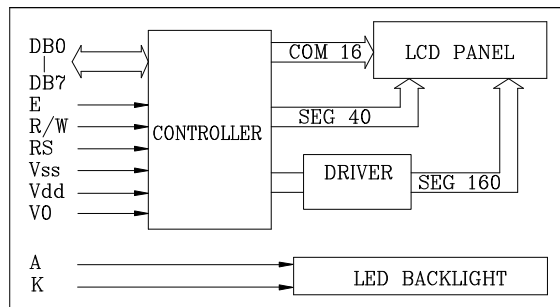 DB0
DB7
E
R/W
RS
Vss
Vdd
V0
CONTROLLER
COM 16
LCD PANEL
SEG 40
DRIVER
SEG 160
A
K
LED BACKLIGHT